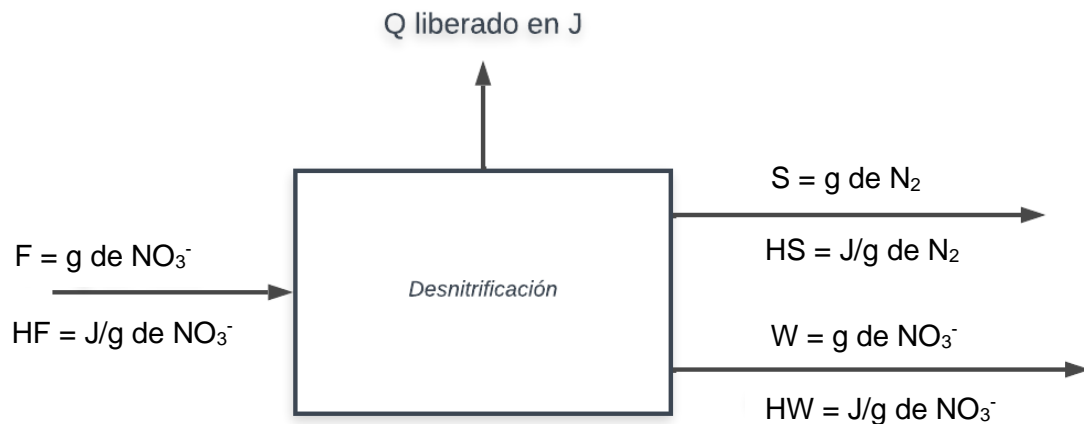 Q liberado en J
S = g de N₂
HS = J/g de N₂
F = g de NO₃⁻
HF = J/g de NO₃⁻
Desnitrificación
W = g de NO₃⁻
HW = J/g de NO₃⁻